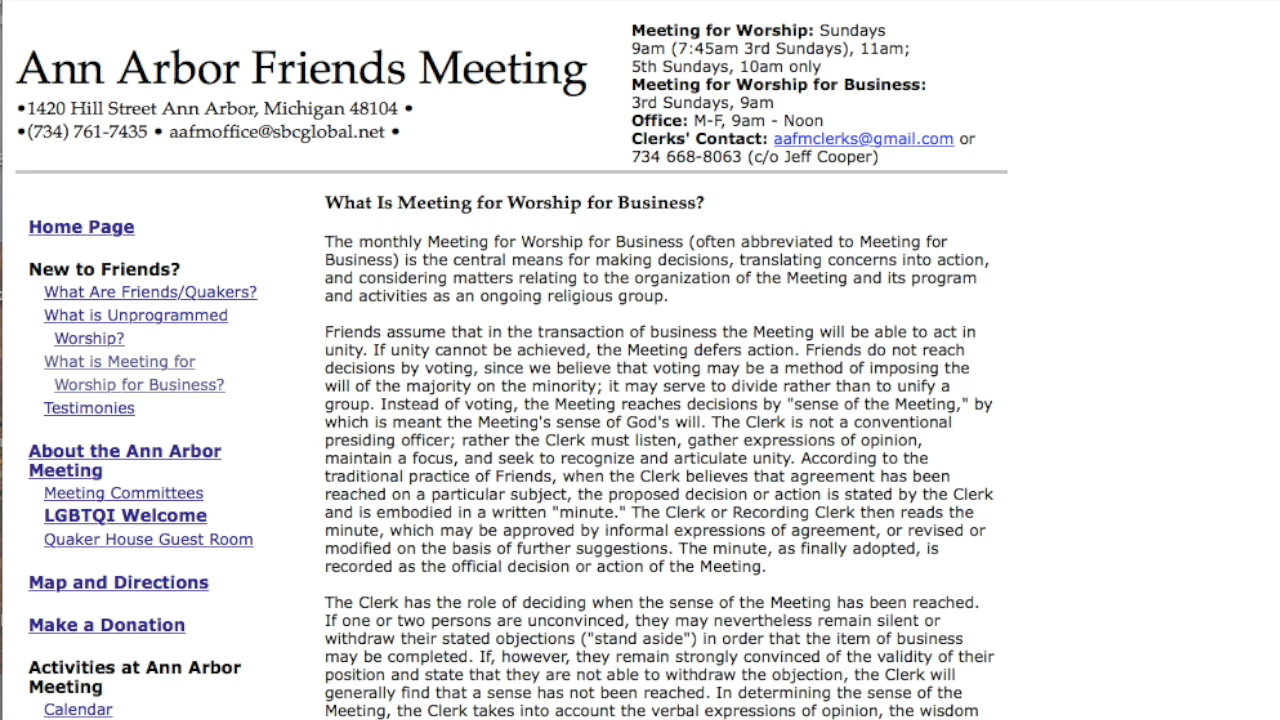 Ann Arbor Friends Meeting
•1420 Hill Street Ann Arbor, Michigan 48104 •
•(734) 761-7435 • aafmoffice@sbcglobal.net •
Meeting for Worship: Sundays
9am (7:45am 3rd Sundays), 11am;
5th Sundays, 10am only
Meeting for Worship for Business:
3rd Sundays, 9am
Office: M-F, 9am - Noon
Clerks' Contact: aafmclerks@gmail.com or
734 668-8063 (c/o Jeff Cooper)
Home Page
New to Friends?
What Are Friends/Quakers?
What is Unprogrammed
Worship?
What is Meeting for
Worship for Business?
Testimonies
About the Ann Arbor
Meeting
Meeting Committees
LGBTQI Welcome
Quaker House Guest Room
Map and Directions
Make a Donation
Activities at Ann Arbor
Meeting
Calendar
What Is Meeting for Worship for Business?
The monthly Meeting for Worship for Business (often abbreviated to Meeting for
Business) is the central means for making decisions, translating concerns into action,
and considering matters relating to the organization of the Meeting and its program
and activities as an ongoing religious group.
Friends assume that in the transaction of business the Meeting will be able to act in
unity. If unity cannot be achieved, the Meeting defers action. Friends do not reach
decisions by voting, since we believe that voting may be a method of imposing the
will of the majority on the minority; it may serve to divide rather than to unify a
group. Instead of voting, the Meeting reaches decisions by "sense of the Meeting," by
which is meant the Meeting's sense of God's will. The Clerk is not a conventional
presiding officer; rather the Clerk must listen, gather expressions of opinion,
maintain a focus, and seek to recognize and articulate unity. According to the
traditional practice of Friends, when the Clerk believes that agreement has been
reached on a particular subject, the proposed decision or action is stated by the Clerk
and is embodied in a written "minute." The Clerk or Recording Clerk then reads the
minute, which may be approved by informal expressions of agreement, or revised or
modified on the basis of further suggestions. The minute, as finally adopted, is
recorded as the official decision or action of the Meeting.
The Clerk has the role of deciding when the sense of the Meeting has been reached.
If one or two persons are unconvinced, they may nevertheless remain silent or
withdraw their stated objections ("stand aside") in order that the item of business
may be completed. If, however, they remain strongly convinced of the validity of their
position and state that they are not able to withdraw the objection, the Clerk will
generally find that a sense has not been reached. In determining the sense of the
Meeting, the Clerk takes into account the verbal expressions of opinion, the wisdom